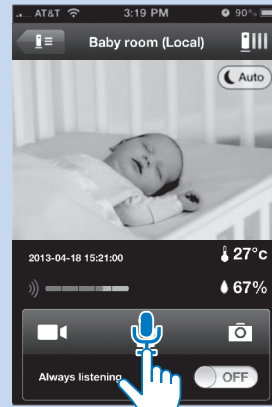 AT&T 3:19 PM 90%
Baby room (Local)
Auto
2013-04-18 15:21:00 27°c
67%
Always listening OFF